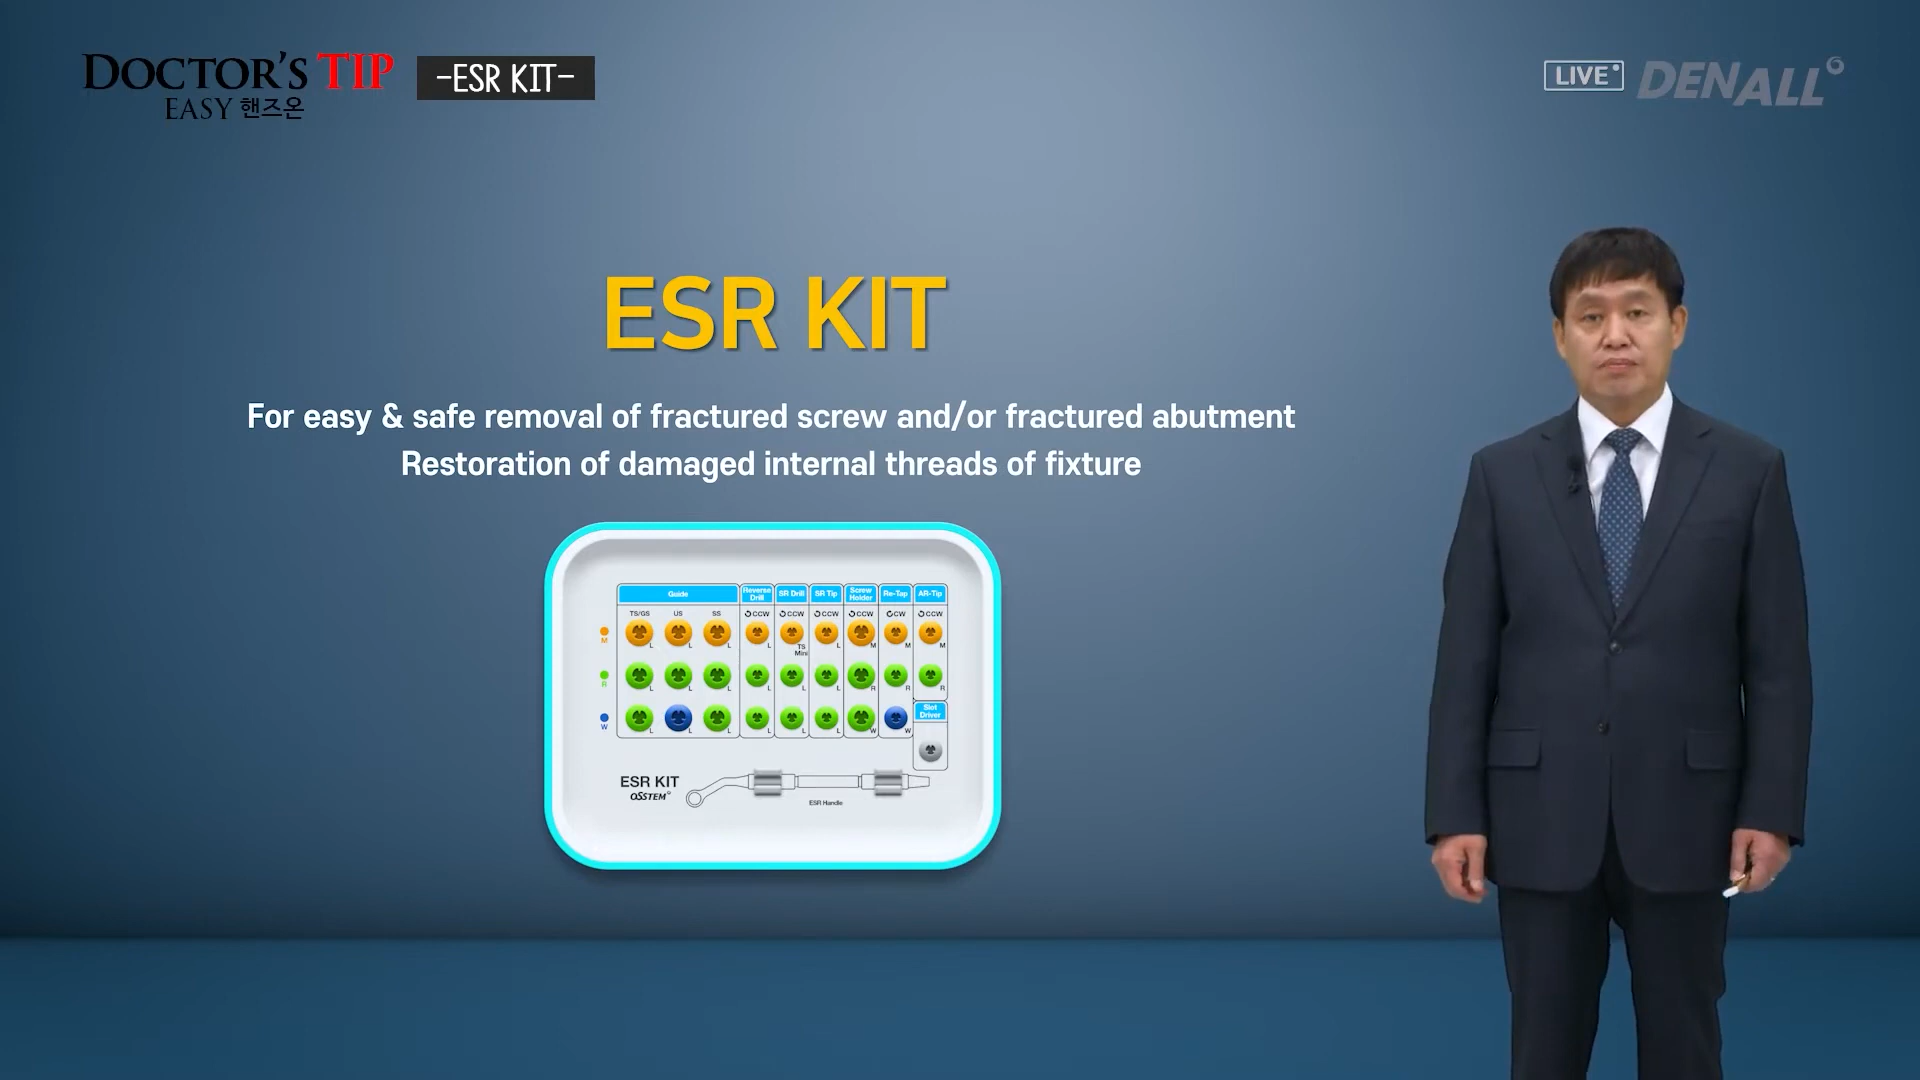 DOCTOR'S TIP
EASY 핸즈온
-ESR KIT-
LIVE
DENALL
ESR KIT
For easy & safe removal of fractured screw and/or fractured abutment
Restoration of damaged internal threads of fixture
Guide
Reverse Drill
SR Drill
SR Tip
Screw Holder
Re-Tap
AR-Tip
TS/GS US SS CCW CCW CCW CCW CW CCW
M L L L L TS Mini L M M M
R L L L L L L R R R
Slot Driver
W L L L L L L W W
ESR KIT
OSSTEM
ESR Handle